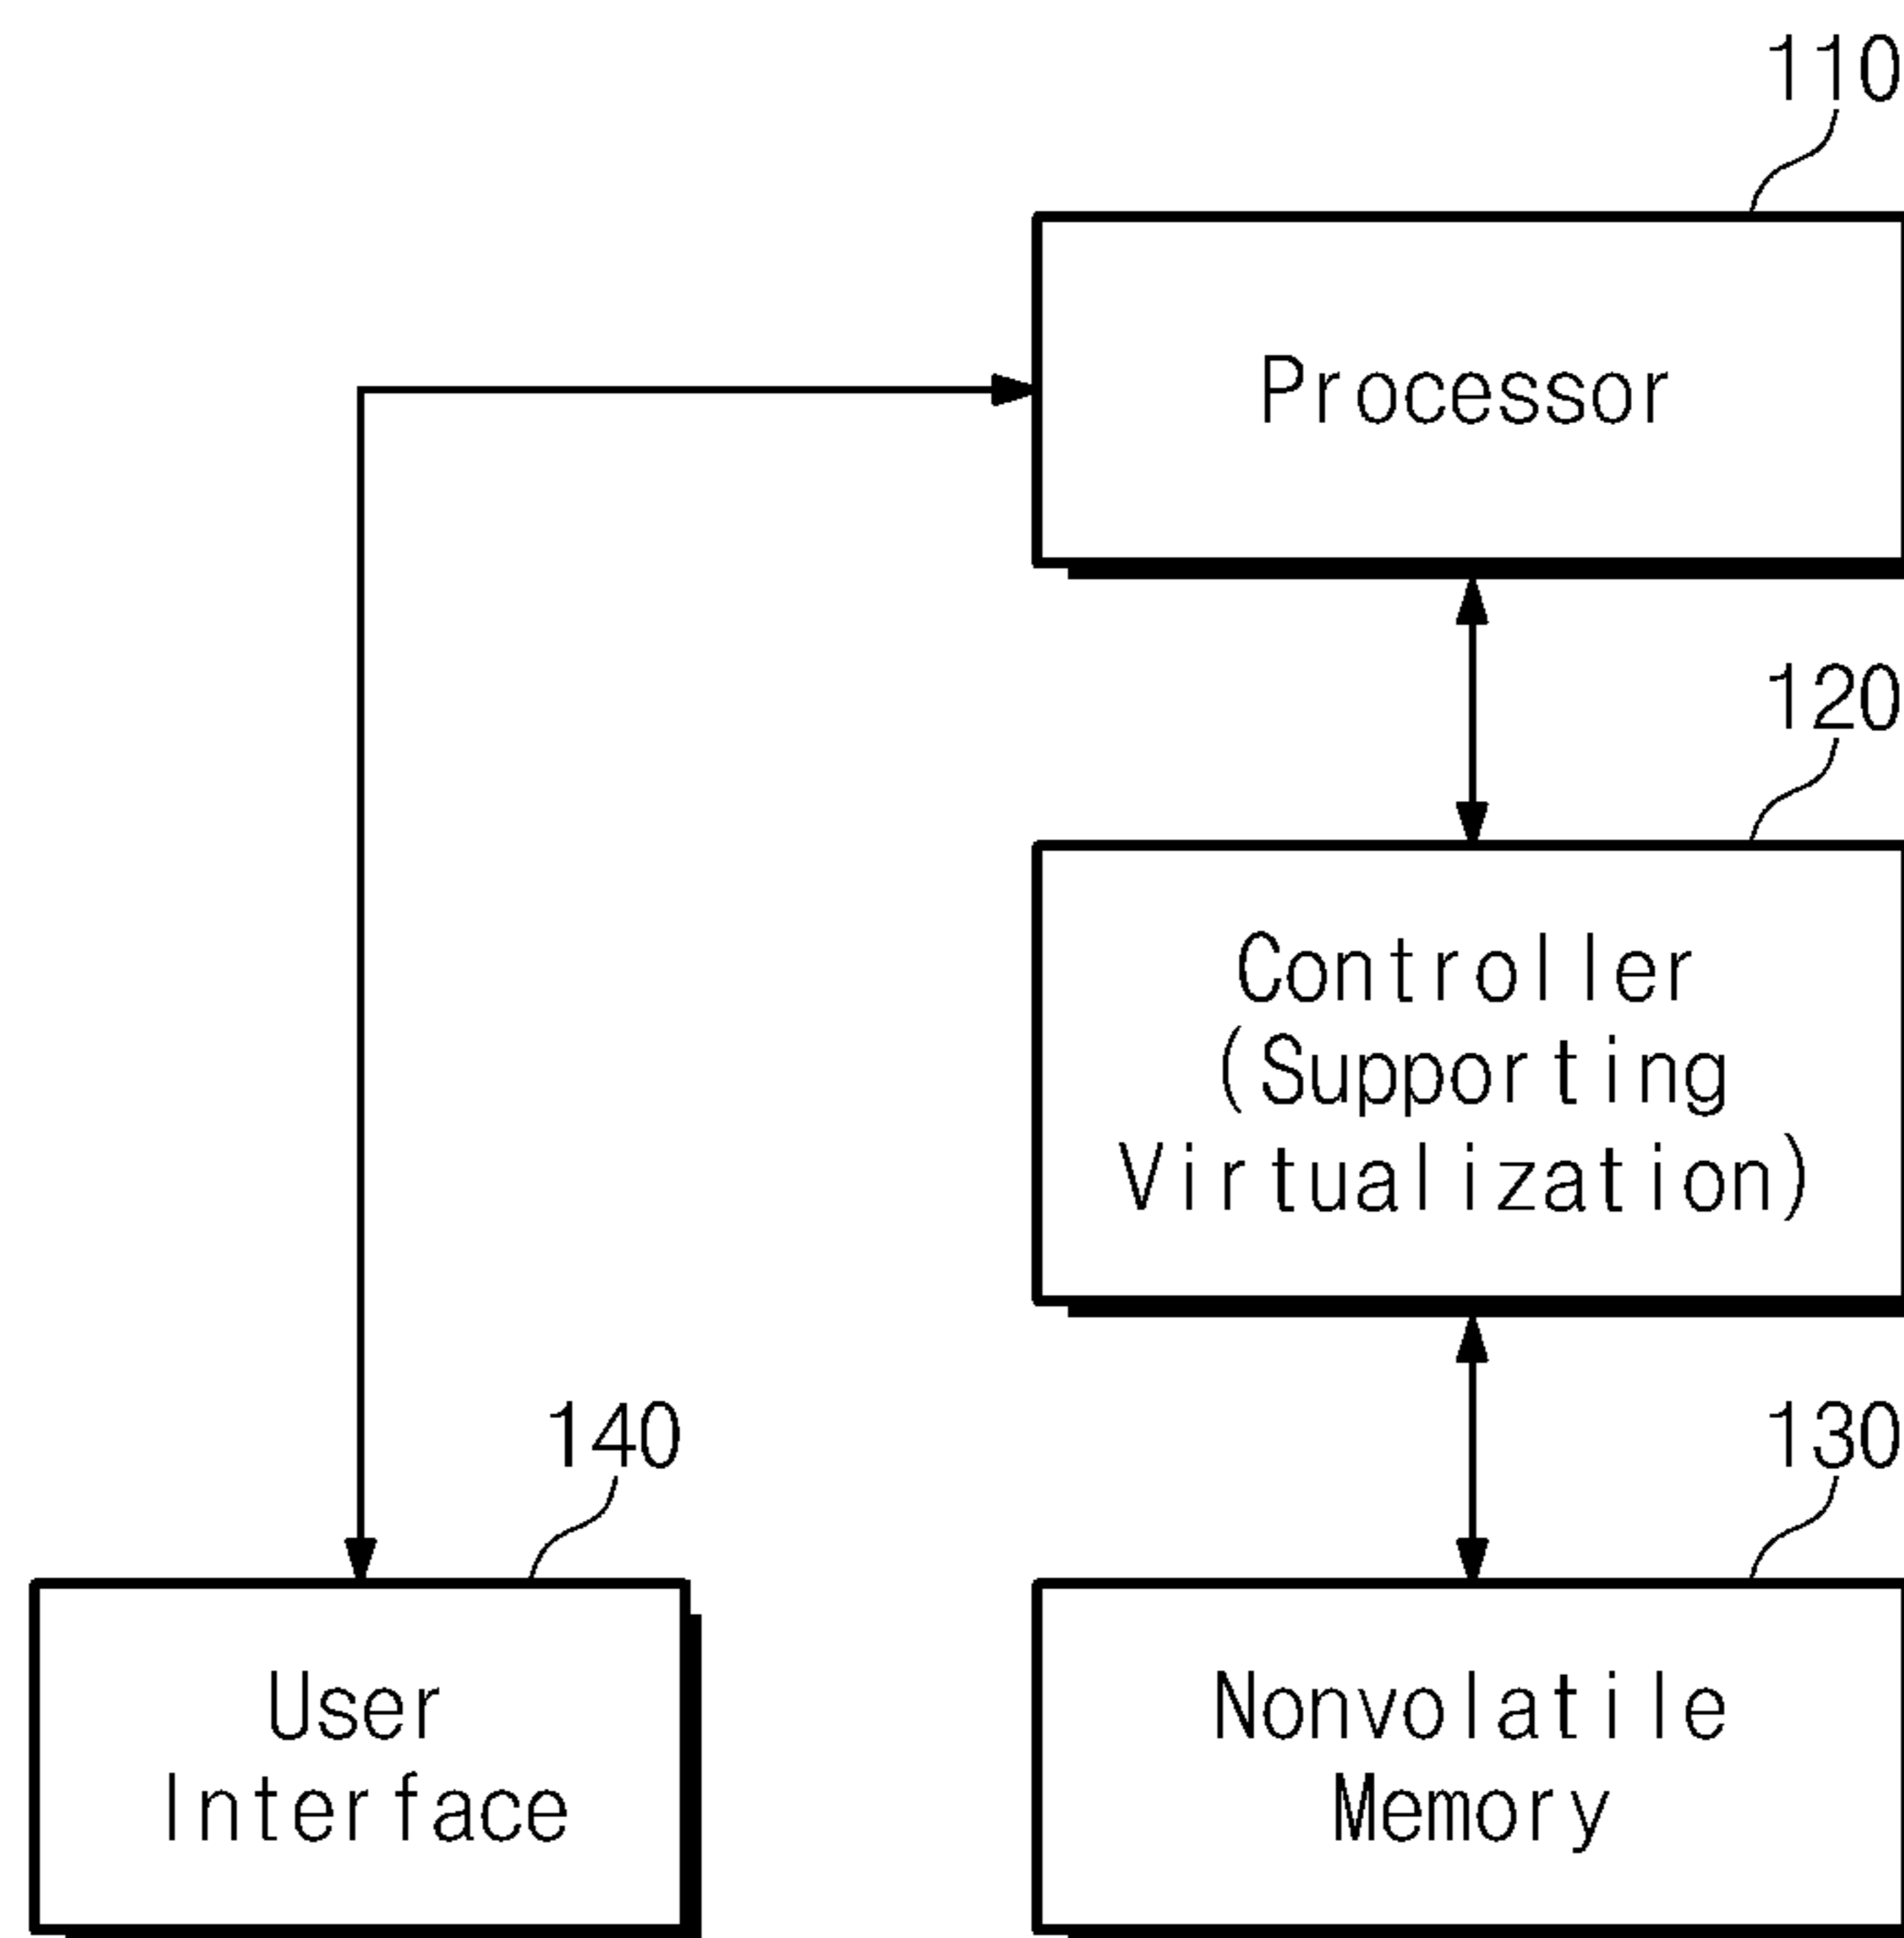 110
Processor
120
Controller
(Supporting
Virtualization)
140
130
User
Interface
Nonvolatile
Memory